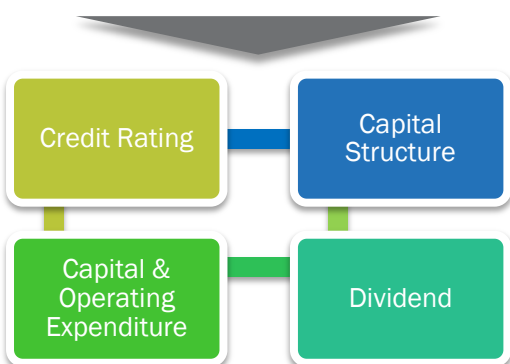 Credit Rating
Capital
Structure
Capital &
Operating
Expenditure
Dividend